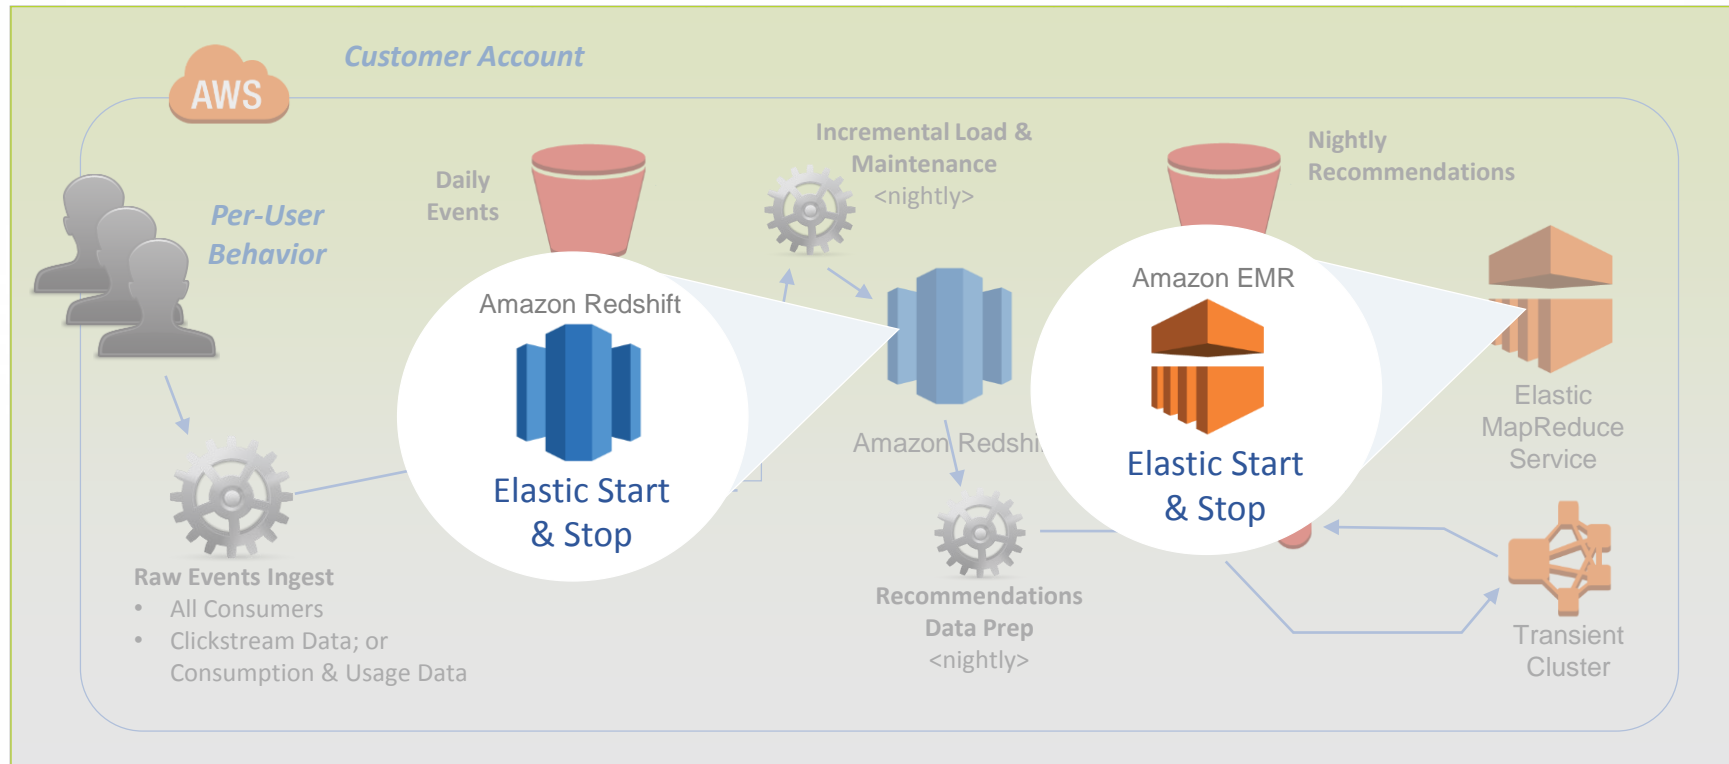 Customer Account
AWS
Per-User
Behavior
Daily
Events
Incremental Load &
Maintenance
<nightly>
Nightly
Recommendations
Amazon Redshift
Elastic Start
& Stop
Amazon EMR
Elastic Start
& Stop
Amazon Redshi
Elastic
MapReduce
Service
Raw Events Ingest
• All Consumers
• Clickstream Data; or
Consumption & Usage Data
Recommendations
Data Prep
<nightly>
Transient
Cluster